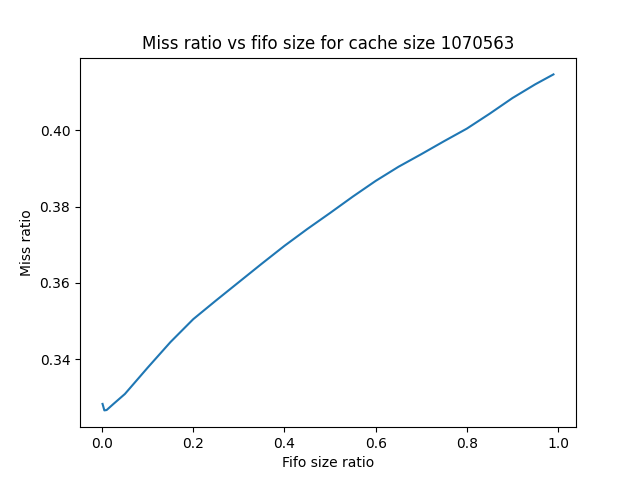 Miss ratio vs fifo size for cache size 1070563
0.40
0.38
0.36
0.34
Miss ratio
0.0 0.2 0.4 0.6 0.8 1.0
Fifo size ratio